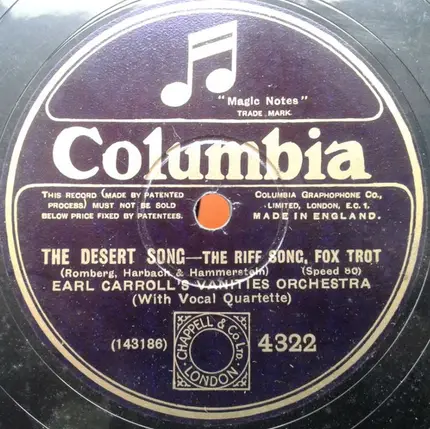 "Magic Notes"
TRADE MARK.
Columbia
THIS RECORD (MADE BY PATENTED
PROCESS) MUST NOT BE SOLD
BELOW PRICE FIXED BY PATENTEES.
COLUMBIA GRAPHOPHONE CO.,
LIMITED, LONDON, E.C.1.
MADE IN ENGLAND.
THE DESERT SONG—THE RIFF SONG, FOX TROT
(Romberg, Harbach & Hammerstein) (Speed 80)
EARL CARROLL'S VANITIES ORCHESTRA
(With Vocal Quartette)
(143186)
CHAPPELL & CO. LTD.
LONDON
4322